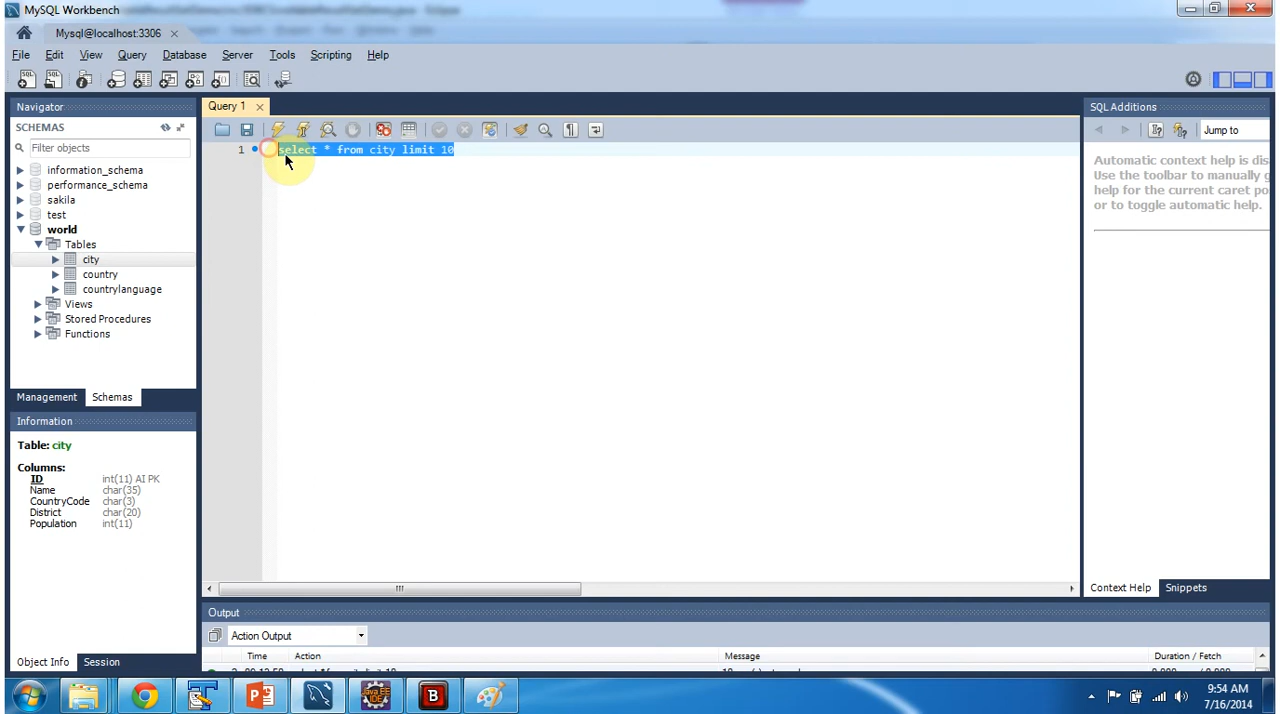 MySQL Workbench
Mysql@localhost:3306
File Edit View Query Database Server Tools Scripting Help
Navigator
SCHEMAS
Filter objects
information_schema
performance_schema
sakila
test
world
Tables
city
country
countrylanguage
Views
Stored Procedures
Functions
Management Schemas
Information
Table: city
Columns:
ID int(11) AI PK
Name char(35)
CountryCode char(3)
District char(20)
Population int(11)
Object Info Session
Query 1
1 select * from city limit 10
Output
Action Output
Time Action Message Duration / Fetch
SQL Additions
Jump to
Automatic context help is di
Use the toolbar to manually g
help for the current caret po
or to toggle automatic help.
Context Help Snippets
9:54 AM
7/16/2014